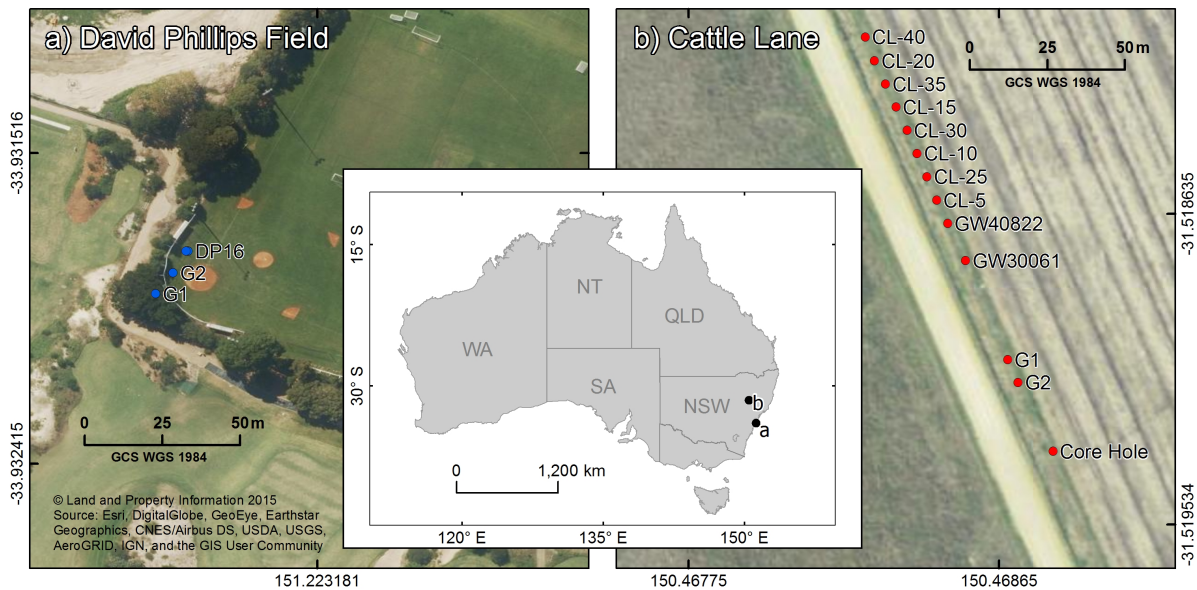 a) David Phillips Field
-33.931516
-33.932415
151.223181
DP16
G2
G1
0 25 50 m
GCS WGS 1984
© Land and Property Information 2015
Source: Esri, DigitalGlobe, GeoEye, Earthstar
Geographics, CNES/Airbus DS, USDA, USGS,
AeroGRID, IGN, and the GIS User Community
15°S
30°S
NT
QLD
WA
SA
NSW
b
a
0 1,200 km
120°E 135°E 150°E
b) Cattle Lane
0 25 50 m
GCS WGS 1984
CL-40
CL-20
CL-35
CL-15
CL-30
CL-10
CL-25
CL-5
GW40822
GW30061
G1
G2
Core Hole
-31.518635
-31.519534
150.46775 150.46865